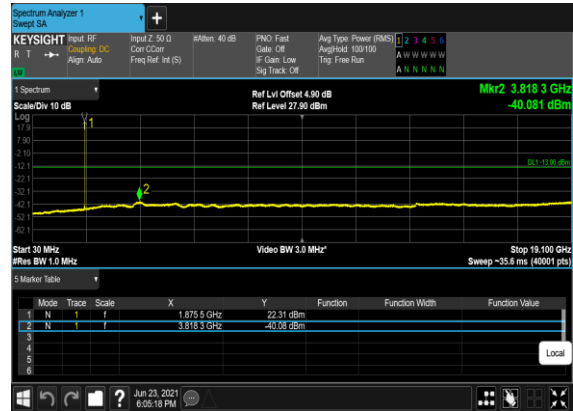 Spectrum Analyzer 1
Swept SA
KEYSIGHT Input: RF Input Z: 50 Ω #Atten: 40 dB PNO: Fast Avg Type: Power (RMS) 1 2 3 4 5 6
R T Coupling: DC Corr CCorr Gate: Off Avg|Hold: 100/100 A W W W W W
Align: Auto Freq Ref: Int (S) IF Gain: Low Trig: Free Run
LW Sig Track: Off A N N N N N
1 Spectrum Ref Lvl Offset 4.90 dB Mkr2 3.818 3 GHz
Scale/Div 10 dB Ref Level 27.90 dBm -40.081 dBm
Log
17.9
1
7.90
-2.10
-12.1
DL1 -13.00 dBm
-22.1
-32.1
2
-42.1
-52.1
-62.1
Start 30 MHz Video BW 3.0 MHz* Stop 19.100 GHz
#Res BW 1.0 MHz Sweep ~35.6 ms (40001 pts)
5 Marker Table
Mode Trace Scale X Y Function Function Width Function Value
1 N 1 f 1.875 5 GHz 22.31 dBm
2 N 1 f 3.818 3 GHz -40.08 dBm
3
4
5
6
Local
? Jun 23, 2021
6:05:18 PM